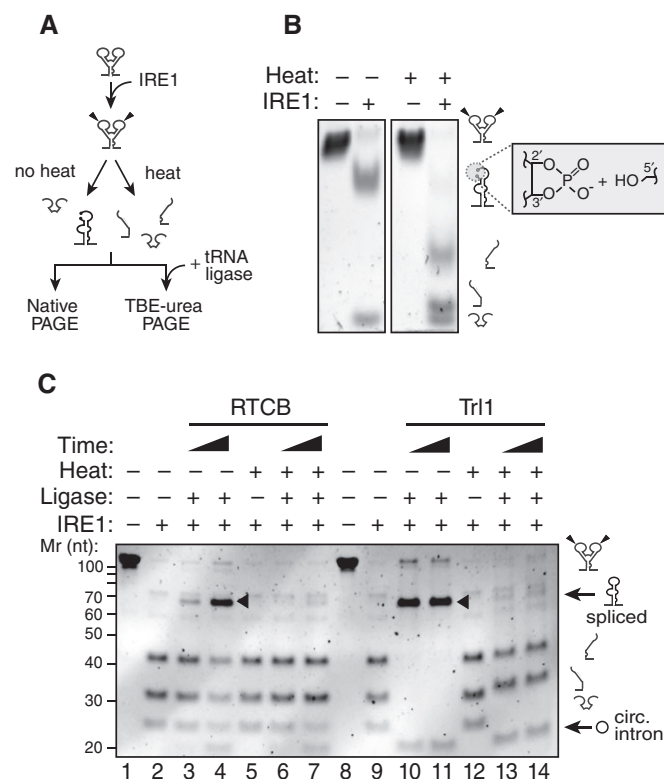 A
IRE1
no heat
heat
+ tRNA
ligase
Native
PAGE
TBE-urea
PAGE
B
Heat: – – + +
IRE1: – + – +
2′
O
O
P
O
O-
3′
+ HO
5′
C
RTCB
Trl1
Time: – – – – – –
Heat: – – – – + + + – – – – + + +
Ligase: – – + + – + + – – + + – + +
IRE1: – + + + + + + – + + + + + +
Mr (nt):
100
70
60
50
40
30
20
spliced
circ.
intron
1 2 3 4 5 6 7 8 9 10 11 12 13 14